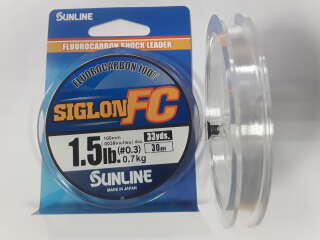 SUNLINE
FLUOROCARBON SHOCK LEADER
FLUOROCARBON 100%
SIGLON FC
1.5lb.
33yds.
30m
(#0.3)
0.7kg
SUNLINE
MADE IN JAPAN